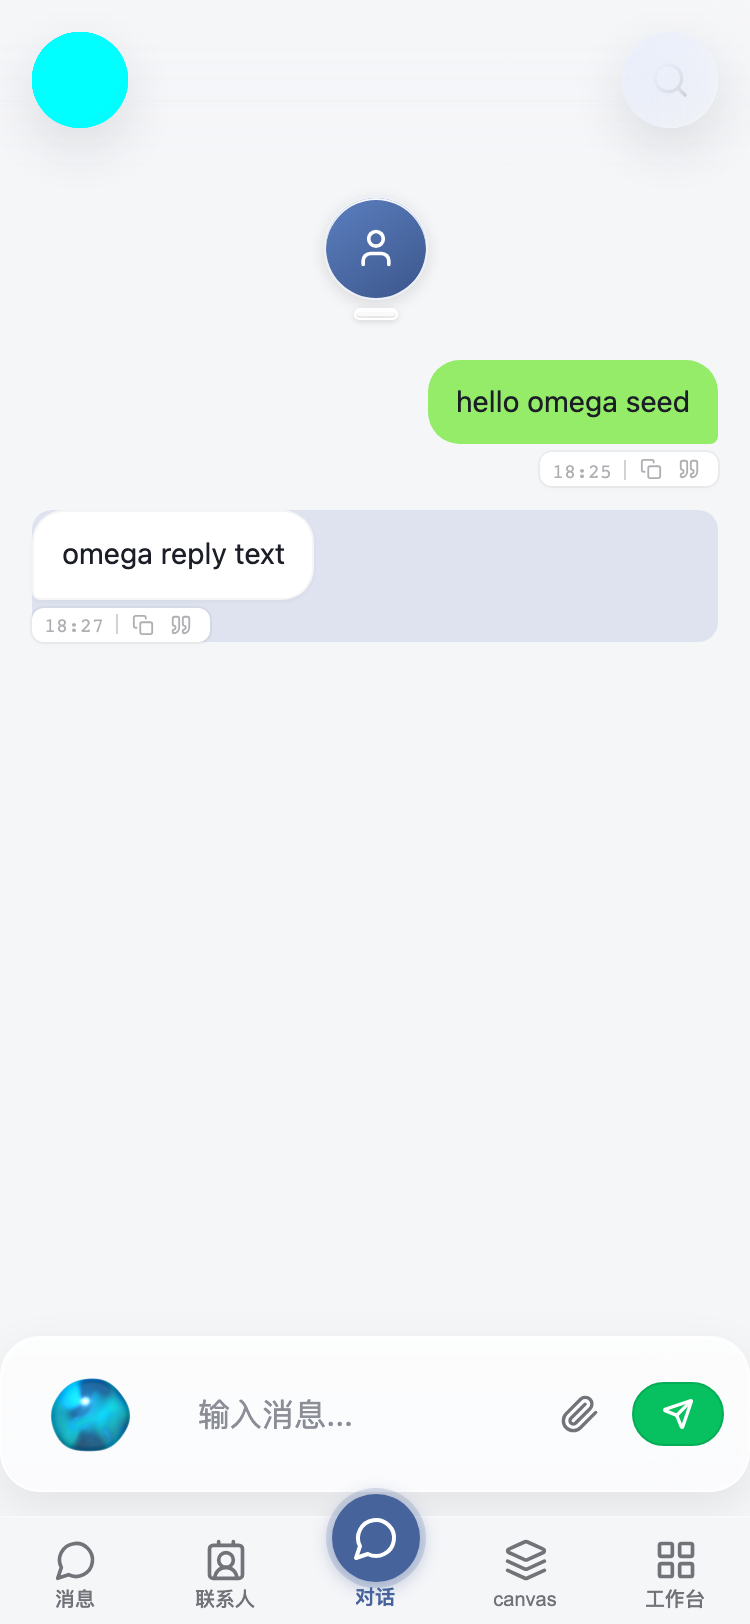 hello omega seed
18:25
omega reply text
18:27
输入消息...
消息
联系人
对话
canvas
工作台